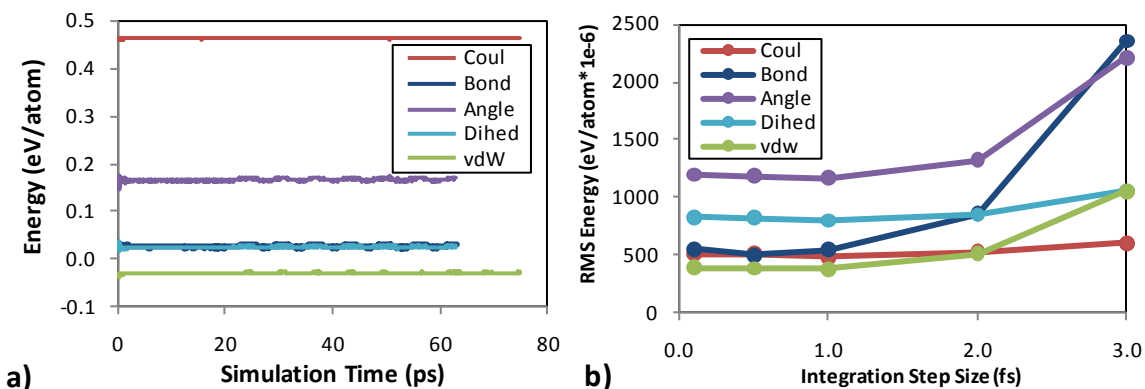 0.5
0.4
0.3
0.2
0.1
0.0
-0.1
Energy (eV/atom)
Coul
Bond
Angle
Dihed
vdW
0 20 40 60 80
Simulation Time (ps)
a)
2500
2000
1500
1000
500
0
RMS Energy (eV/atom*1e-6)
Coul
Bond
Angle
Dihed
vdw
0.0 1.0 2.0 3.0
Integration Step Size (fs)
b)